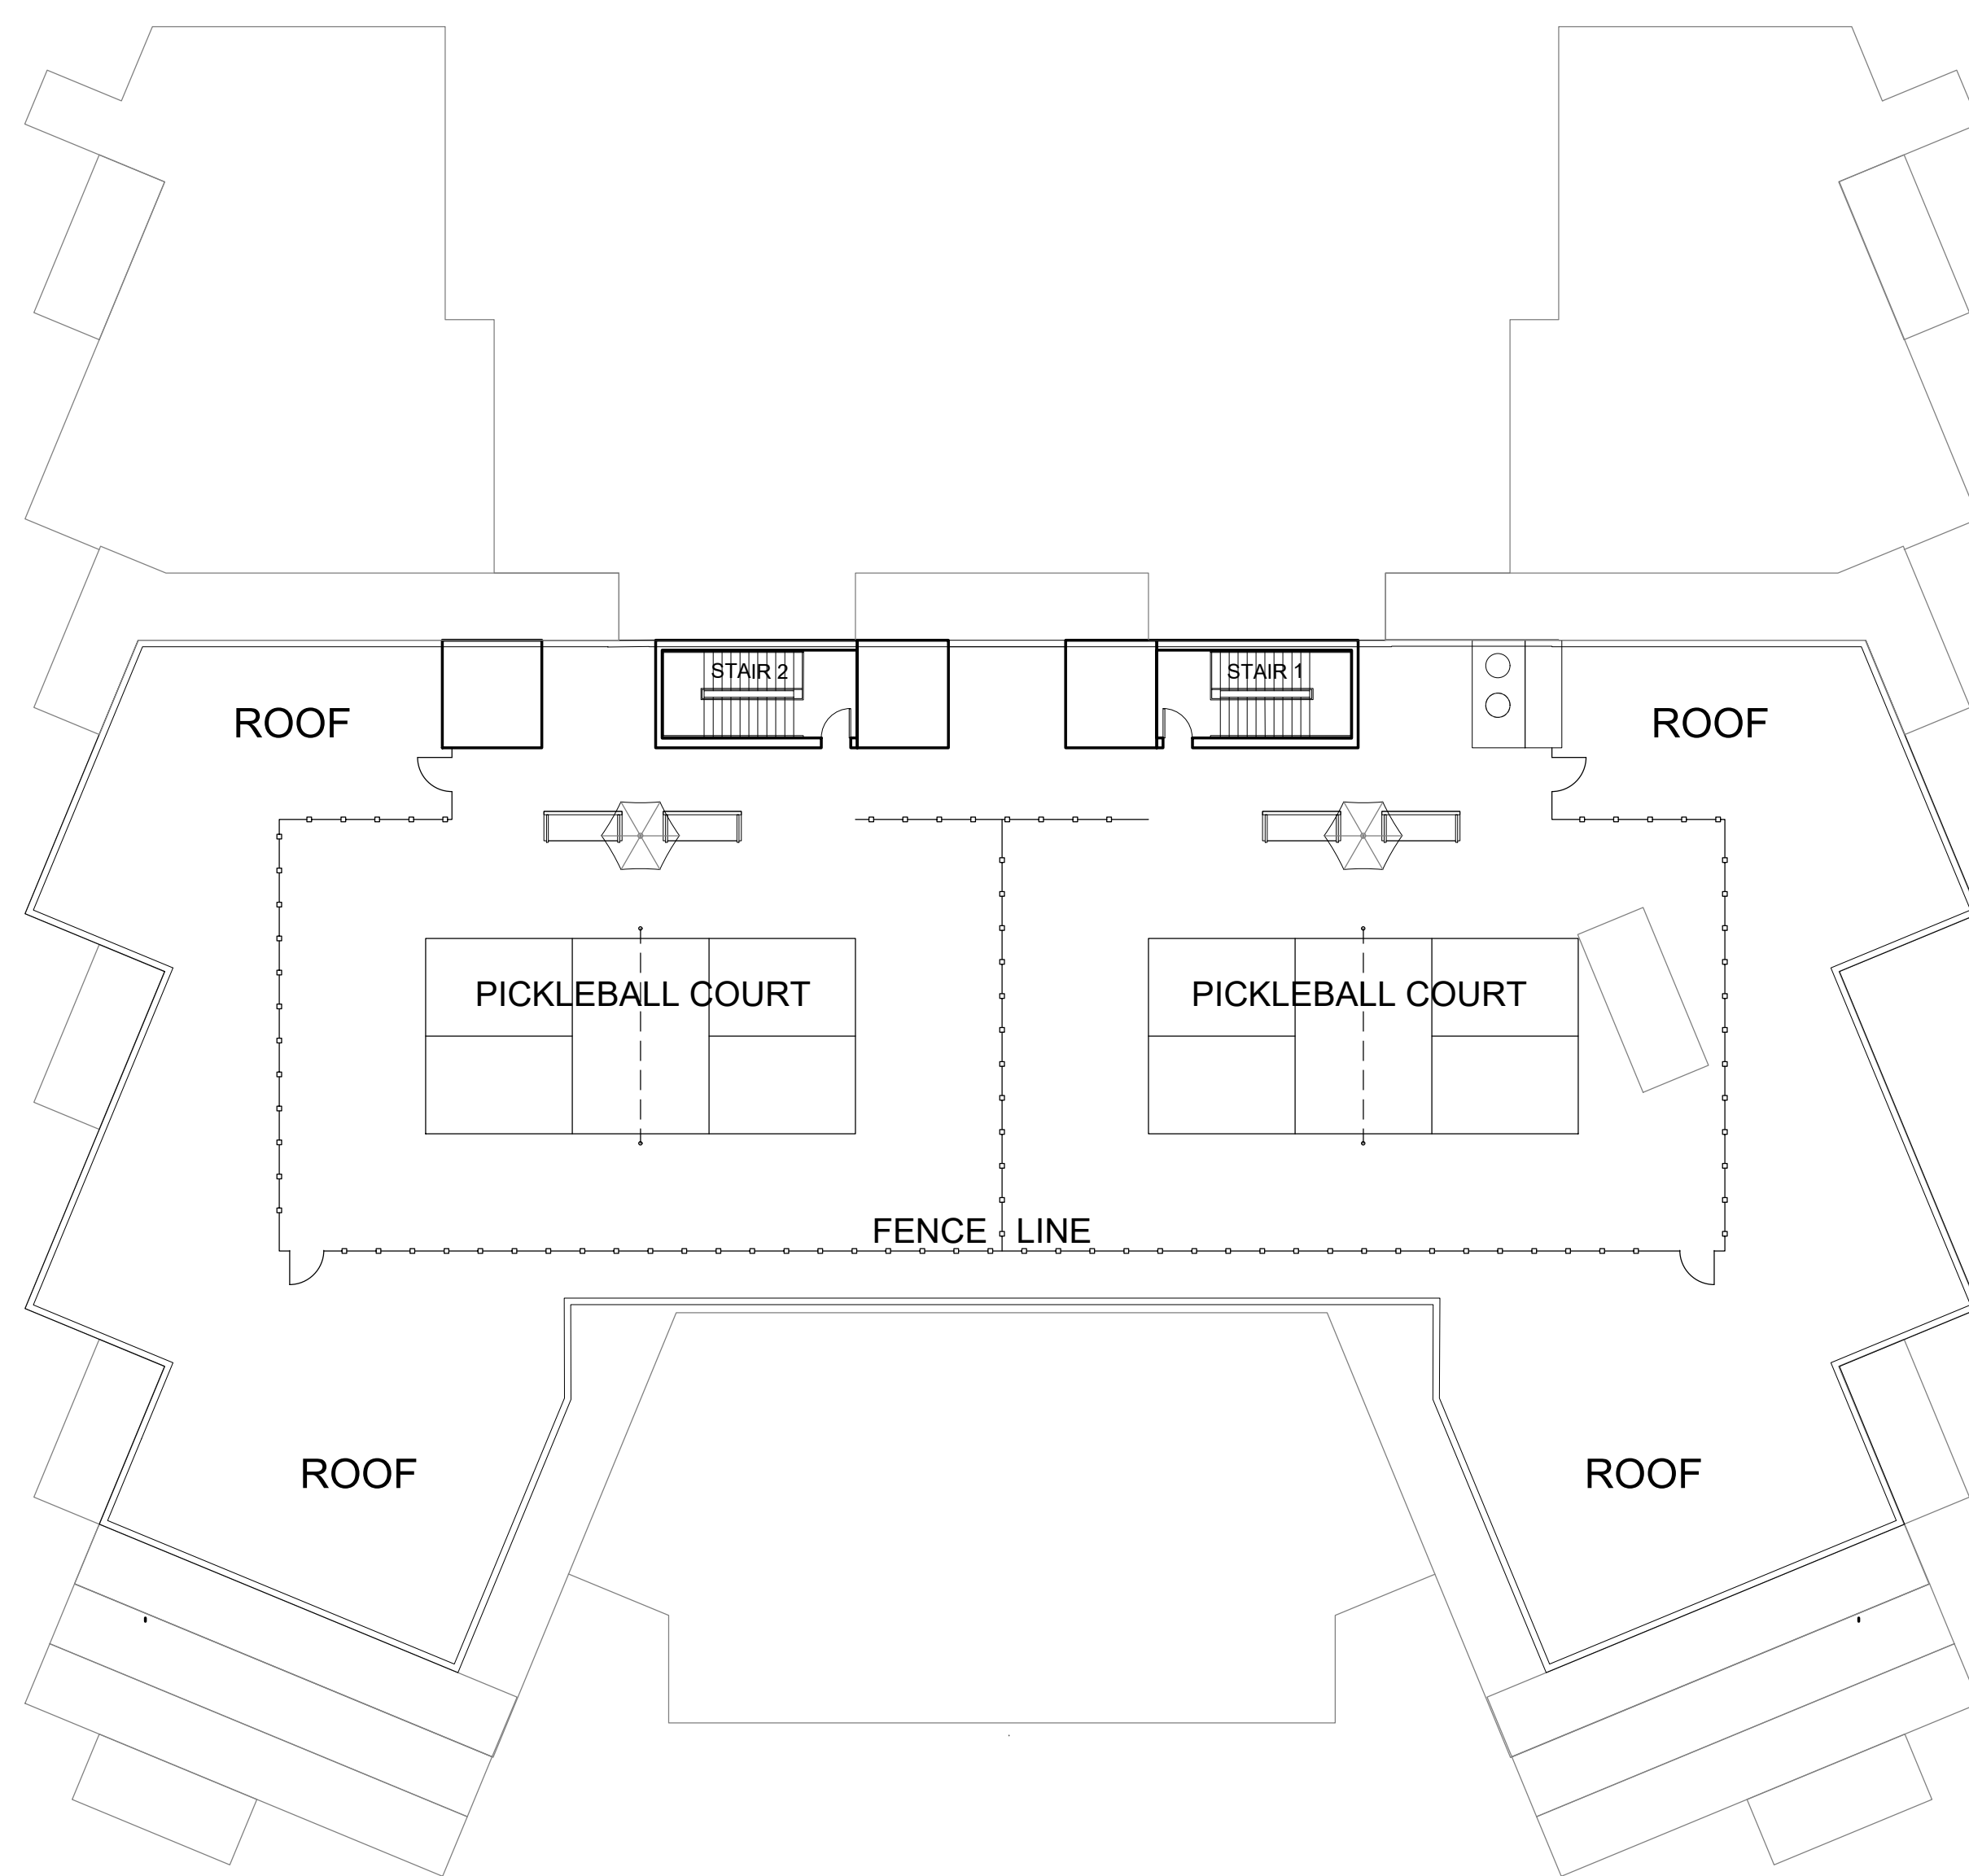 STAIR 2
STAIR 1
ROOF
ROOF
PICKLEBALL COURT
PICKLEBALL COURT
FENCE LINE
ROOF
ROOF